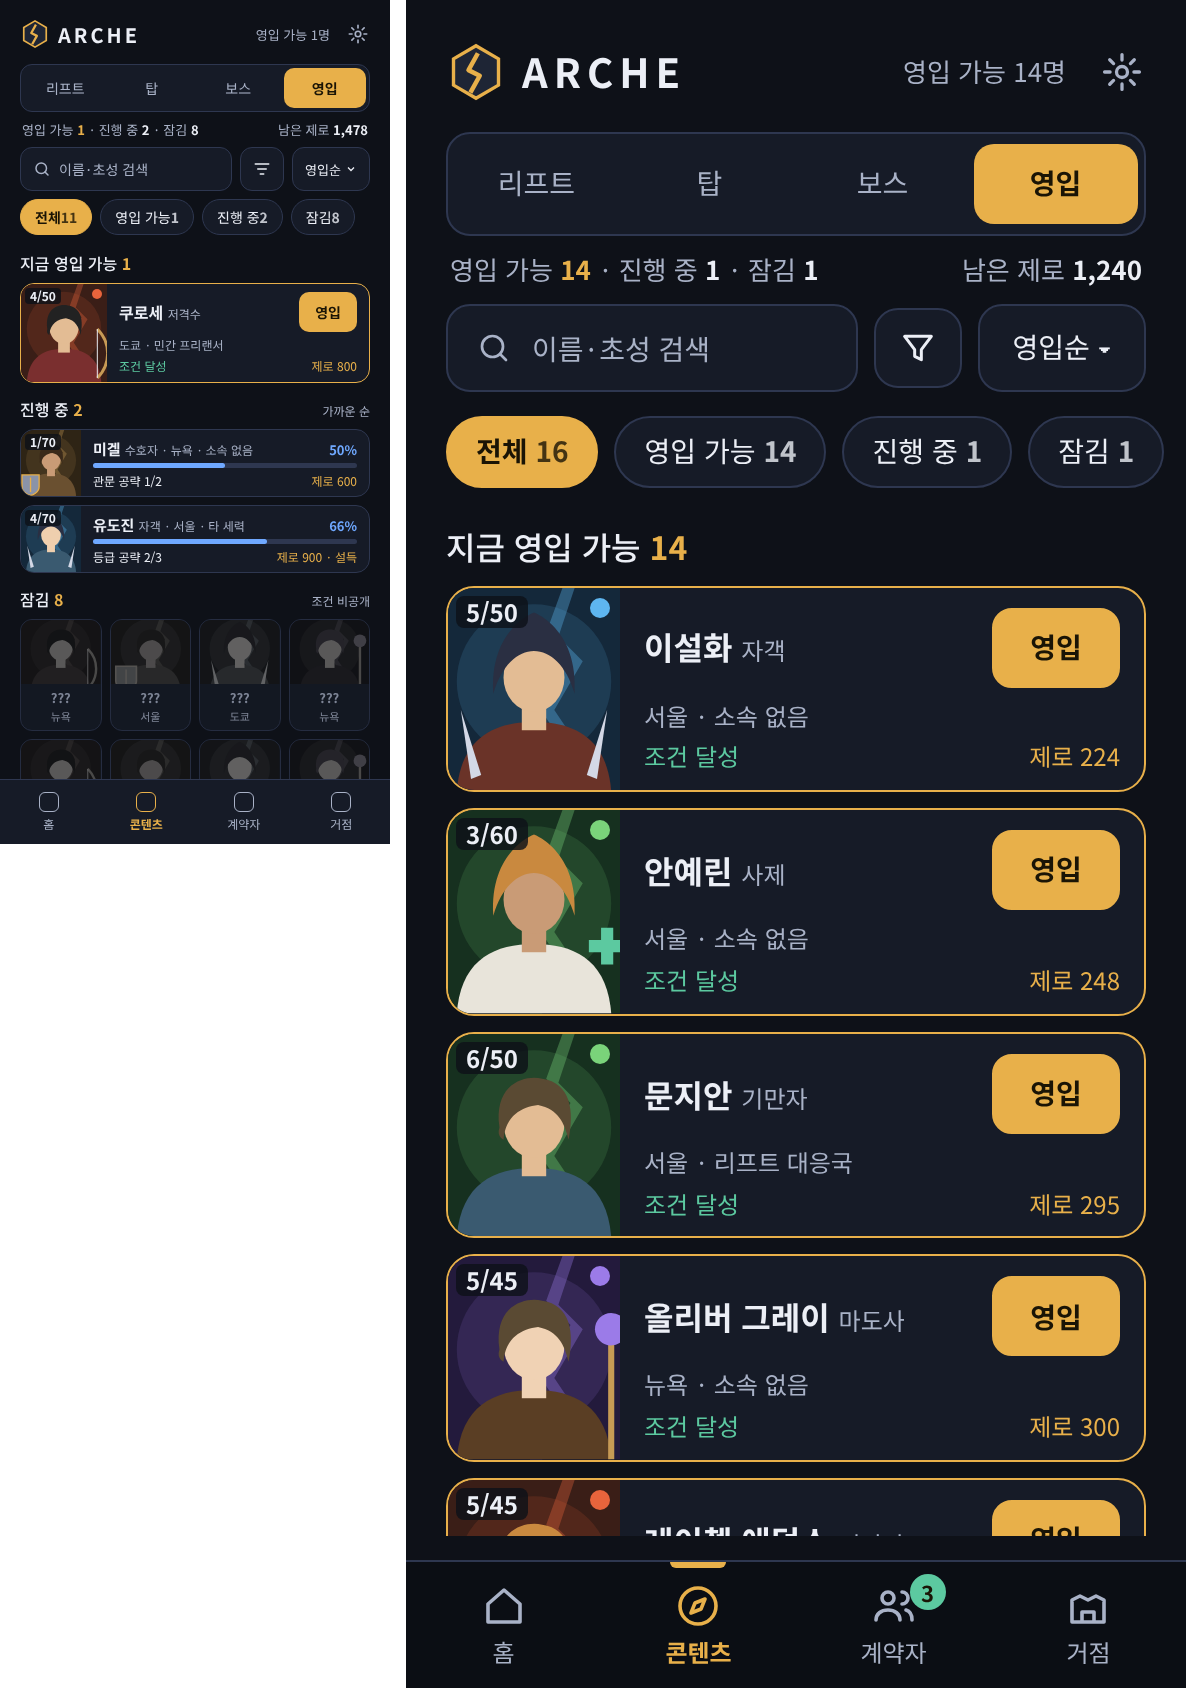 ARCHE 영입 가능 1명
리프트 탑 보스 영입
영입 가능 1 · 진행 중 2 · 잠김 8 남은 제로 1,478
이름·초성 검색 영입순
전체11 영입 가능1 진행 중2 잠김8
지금 영입 가능 1
4/50
쿠로세 저격수 영입
도쿄 · 민간 프리랜서
조건 달성 제로 800
진행 중 2 가까운 순
1/70
미겔 수호자 · 뉴욕 · 소속 없음 50%
관문 공략 1/2 제로 600
4/70
유도진 자객 · 서울 · 타 세력 66%
등급 공략 2/3 제로 900 · 설득
잠김 8 조건 비공개
??? ??? ??? ???
뉴욕 서울 도쿄 뉴욕
홈 콘텐츠 계약자 거점
ARCHE 영입 가능 14명
리프트 탑 보스 영입
영입 가능 14 · 진행 중 1 · 잠김 1 남은 제로 1,240
이름·초성 검색 영입순
전체 16 영입 가능 14 진행 중 1 잠김 1
지금 영입 가능 14
5/50
이설화 자객 영입
서울 · 소속 없음
조건 달성 제로 224
3/60
안예린 사제 영입
서울 · 소속 없음
조건 달성 제로 248
6/50
문지안 기만자 영입
서울 · 리프트 대응국
조건 달성 제로 295
5/45
올리버 그레이 마도사 영입
뉴욕 · 소속 없음
조건 달성 제로 300
5/45
영입
3
홈 콘텐츠 계약자 거점